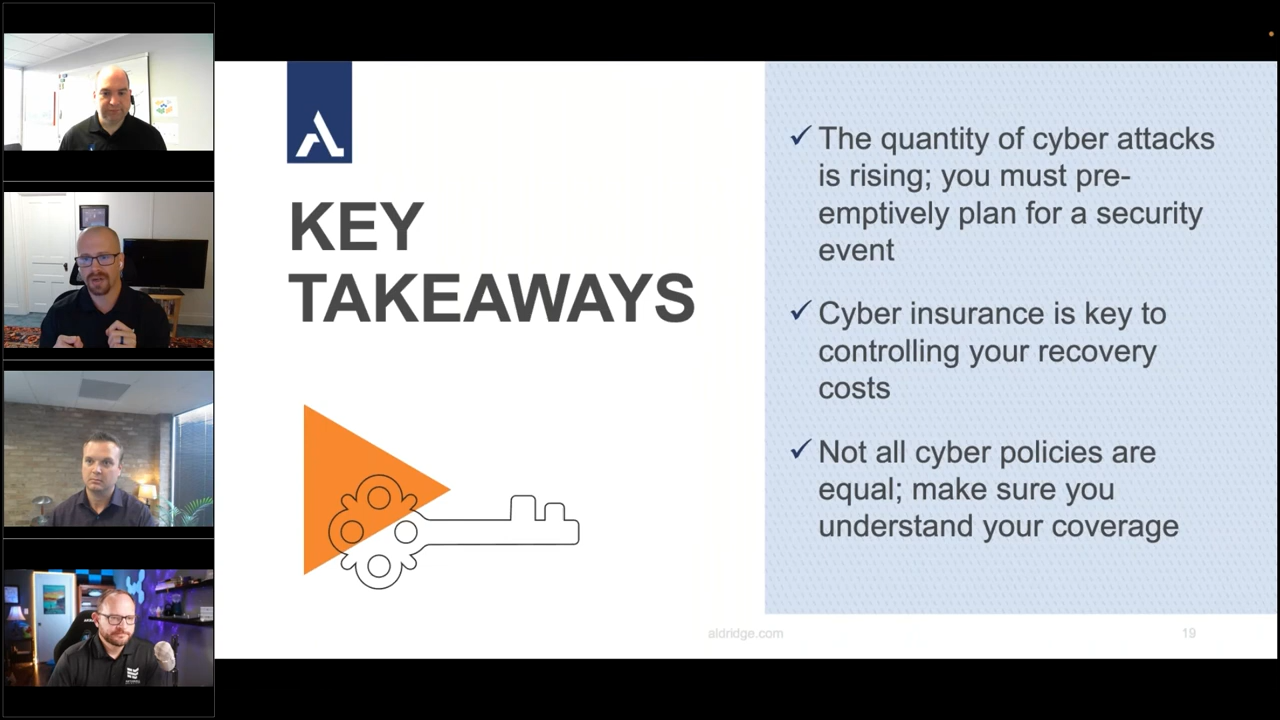 KEY
TAKEAWAYS
✓ The quantity of cyber attacks
is rising; you must pre-
emptively plan for a security
event
✓ Cyber insurance is key to
controlling your recovery
costs
✓ Not all cyber policies are
equal; make sure you
understand your coverage
aldridge.com
19